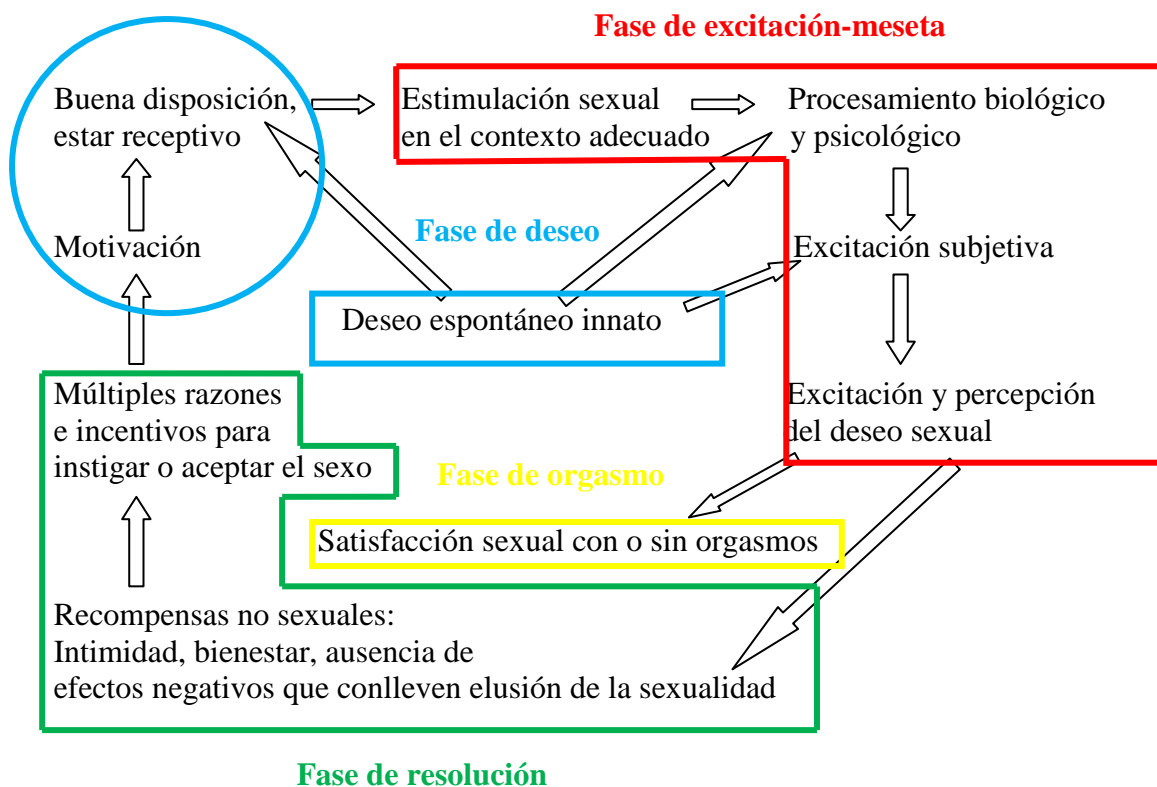 Fase de excitación-meseta
Buena disposición,
estar receptivo
Estimulación sexual
en el contexto adecuado
Procesamiento biológico
y psicológico
Motivación
Fase de deseo
Excitación subjetiva
Deseo espontáneo innato
Múltiples razones
e incentivos para
instigar o aceptar el sexo
Excitación y percepción
del deseo sexual
Fase de orgasmo
Satisfacción sexual con o sin orgasmos
Recompensas no sexuales:
Intimidad, bienestar, ausencia de
efectos negativos que conlleven elusión de la sexualidad
Fase de resolución